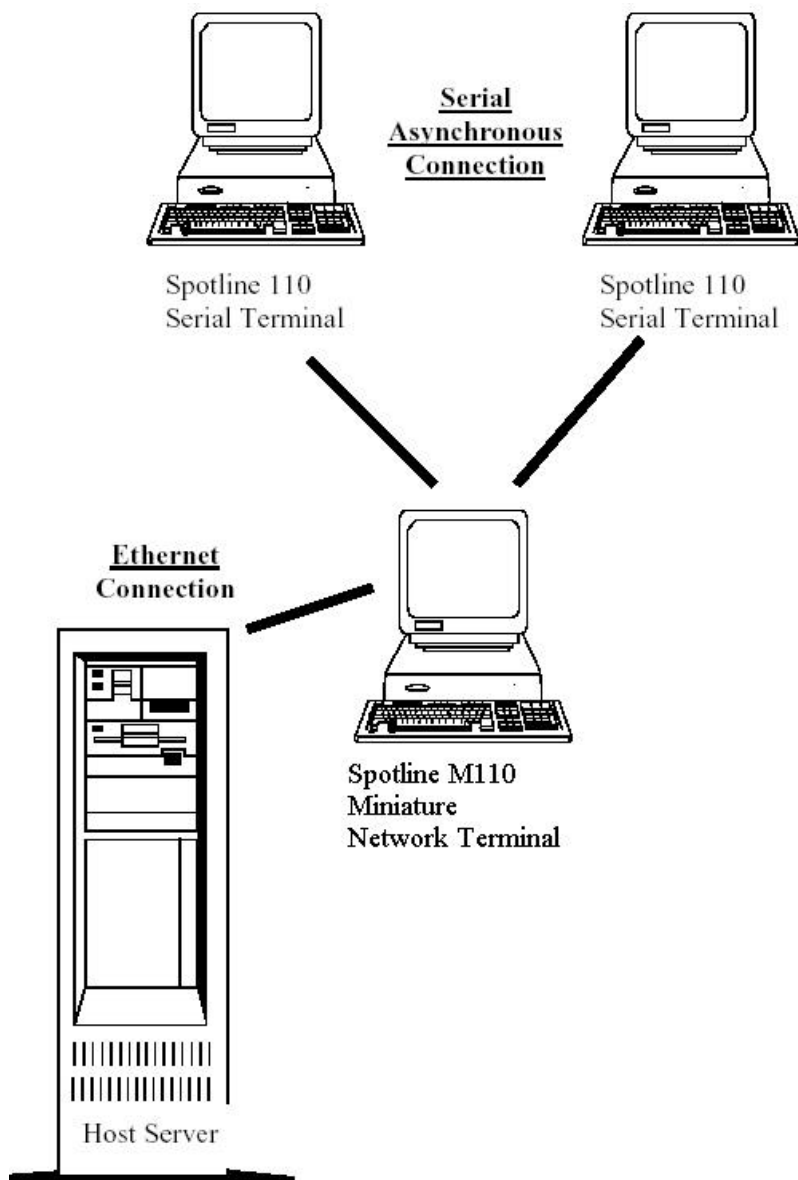 Serial
Asynchronous
Connection
Spotline 110
Serial Terminal
Spotline 110
Serial Terminal
Ethernet
Connection
Spotline M110
Miniature
Network Terminal
Host Server